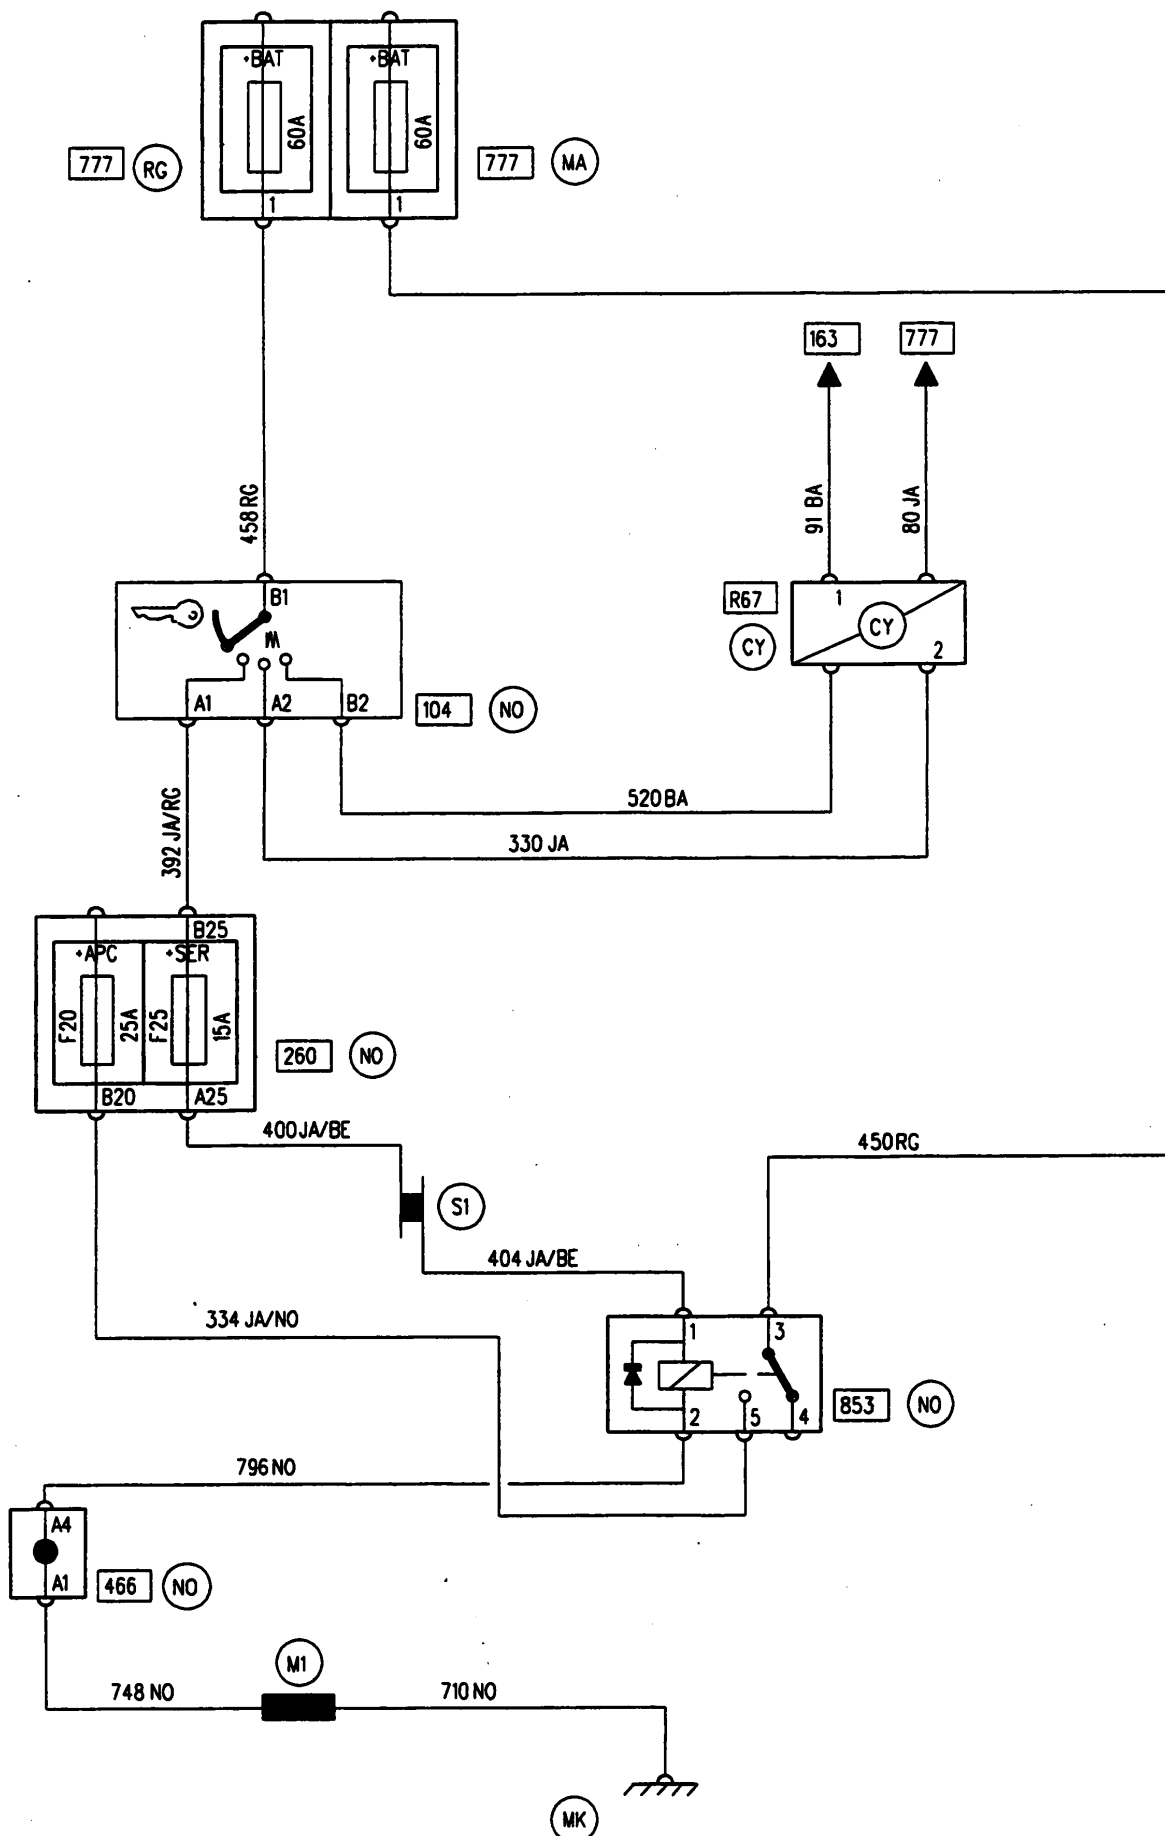 +BAT
+BAT
60A
60A
777
RG
777
MA
1
1
163
777
458 RG
91 BA
80 JA
B1
R67
1
CY
CY
2
A1
A2
B2
104
NO
520 BA
392 JA/RG
330 JA
B25
+APC
+SER
F20
25A
F25
15A
260
NO
B20
A25
400 JA/BE
450 RG
S1
404 JA/BE
334 JA/NO
1
3
2
5
4
853
NO
796 NO
A4
A1
466
NO
M1
748 NO
710 NO
MK